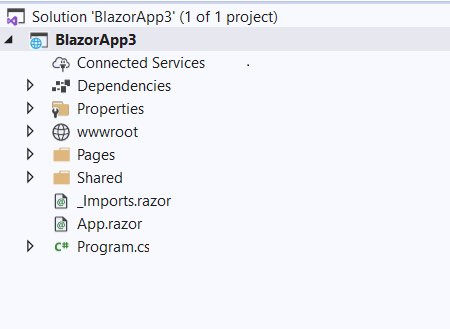 Solution 'BlazorApp3' (1 of 1 project)
BlazorApp3
Connected Services
Dependencies
Properties
wwwroot
Pages
Shared
_Imports.razor
App.razor
C# Program.cs